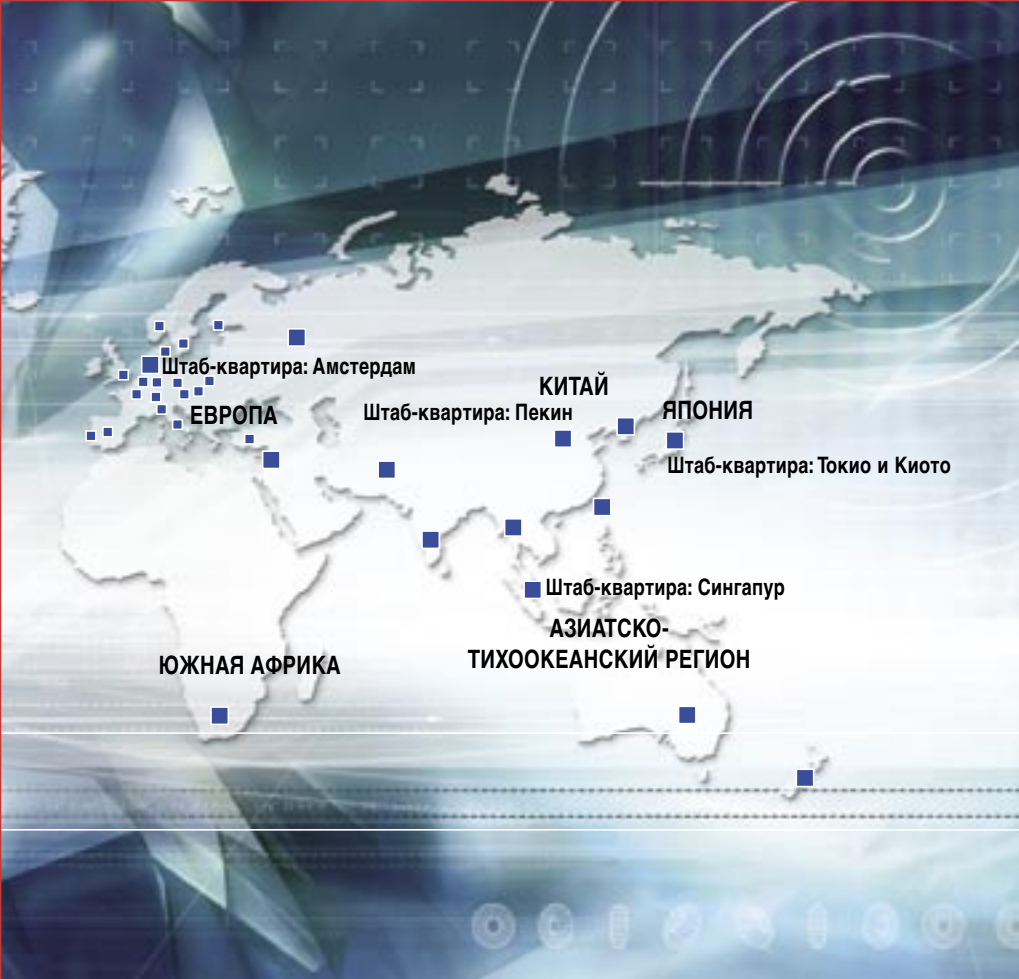 Штаб-квартира: Амстердам
ЕВРОПА
КИТАЙ
Штаб-квартира: Пекин
ЯПОНИЯ
Штаб-квартира: Токио и Киото
Штаб-квартира: Сингапур
АЗИАТСКО-
ТИХООКЕАНСКИЙ РЕГИОН
ЮЖНАЯ АФРИКА